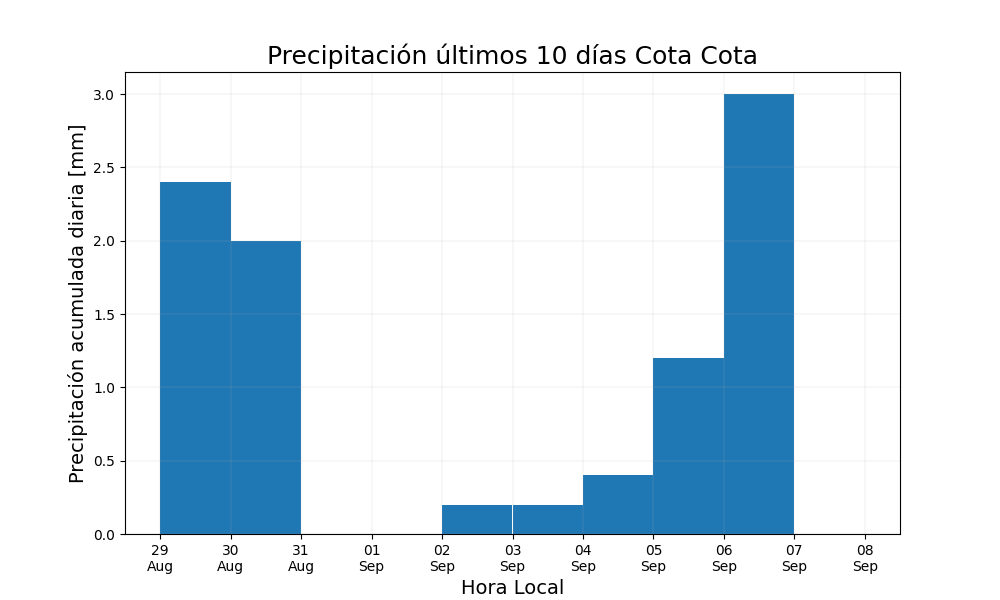 Precipitación últimos 10 días Cota Cota
Precipitación acumulada diaria [mm]
3.0
2.5
2.0
1.5
1.0
0.5
0.0
29 30 31 01 02 03 04 05 06 07 08
Aug Aug Aug Sep Sep Sep Sep Sep Sep Sep Sep
Hora Local